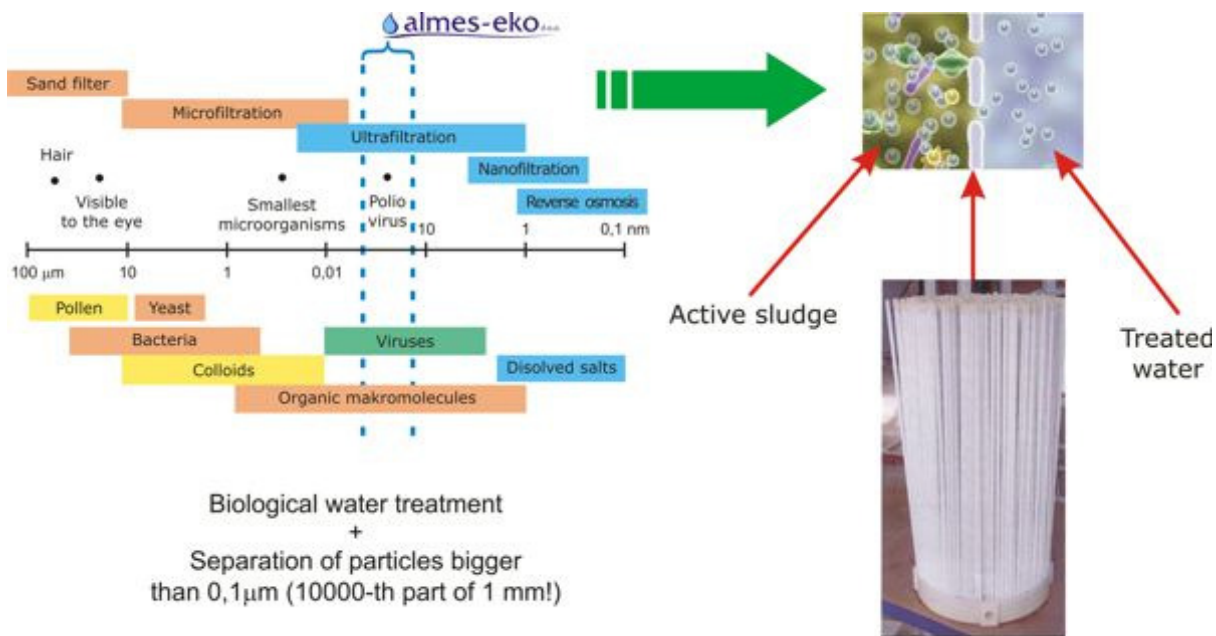 almes-eko d.o.o.
Sand filter
Microfiltration
Ultrafiltration
Nanofiltration
Reverse osmosis
Hair
Visible
to the eye
Smallest
microorganisms
Polio
virus
100 µm
10
1
0,01
10
1
0,1 nm
Pollen
Yeast
Bacteria
Viruses
Colloids
Disolved salts
Organic makromolecules
Active sludge
Treated
water
Biological water treatment
+
Separation of particles bigger
than 0,1µm (10000-th part of 1 mm!)